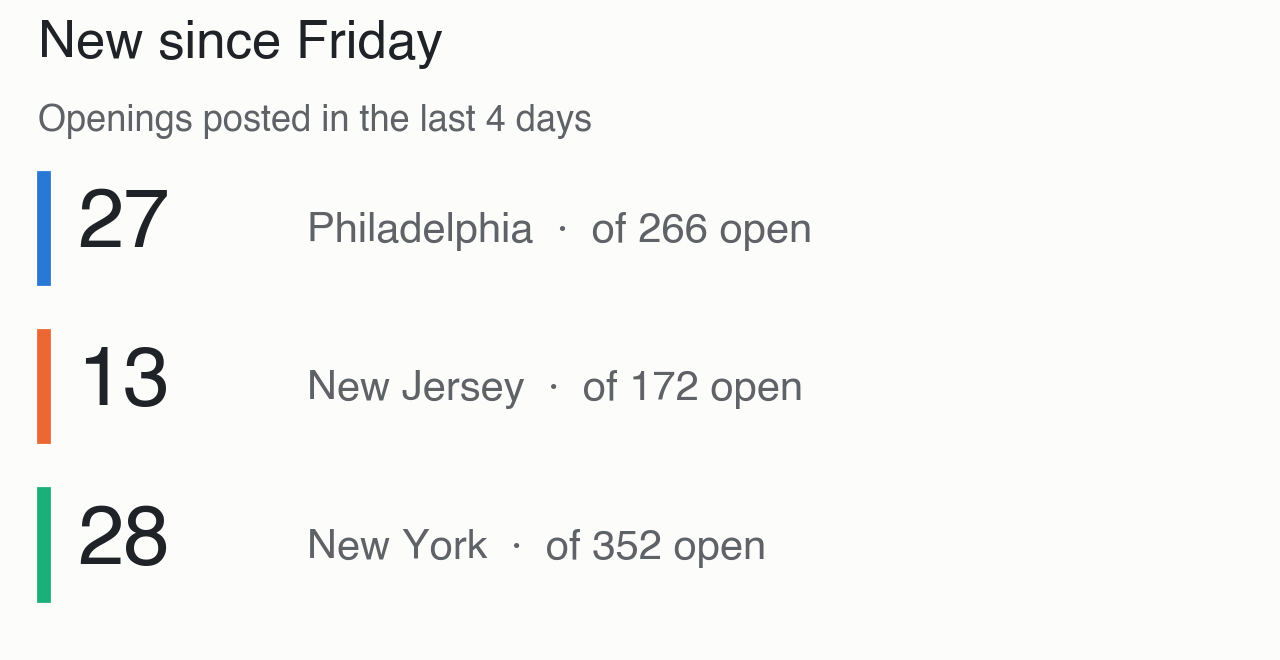 New since Friday
Openings posted in the last 4 days
27 Philadelphia · of 266 open
13 New Jersey · of 172 open
28 New York · of 352 open